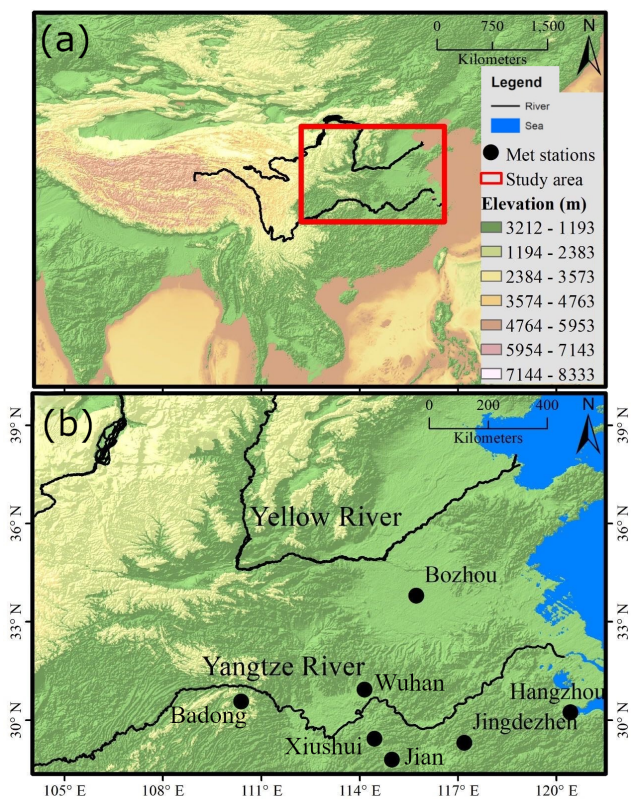 (a)
0 750 1,500
Kilometers
N
Legend
River
Sea
Met stations
Study area
Elevation (m)
3212 - 1193
1194 - 2383
2384 - 3573
3574 - 4763
4764 - 5953
5954 - 7143
7144 - 8333
(b)
0 200 400
Kilometers
N
39° N
39° N
36° N
36° N
33° N
33° N
30° N
30° N
Yellow River
Bozhou
Yangtze River
Wuhan
Hangzhou
Badong
Jingdezhen
Xiushui
Jian
105° E 108° E 111° E 114° E 117° E 120° E